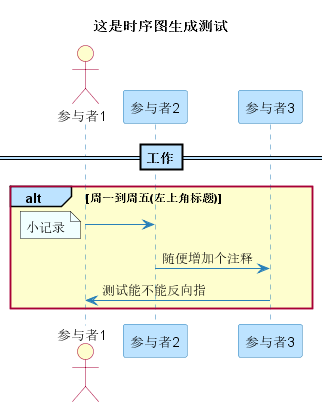 这是时序图生成测试
参与者1
参与者2
参与者3
工作
alt
[周一到周五(左上角标题)]
小记录
随便增加个注释
测试能不能反向指
参与者1
参与者2
参与者3